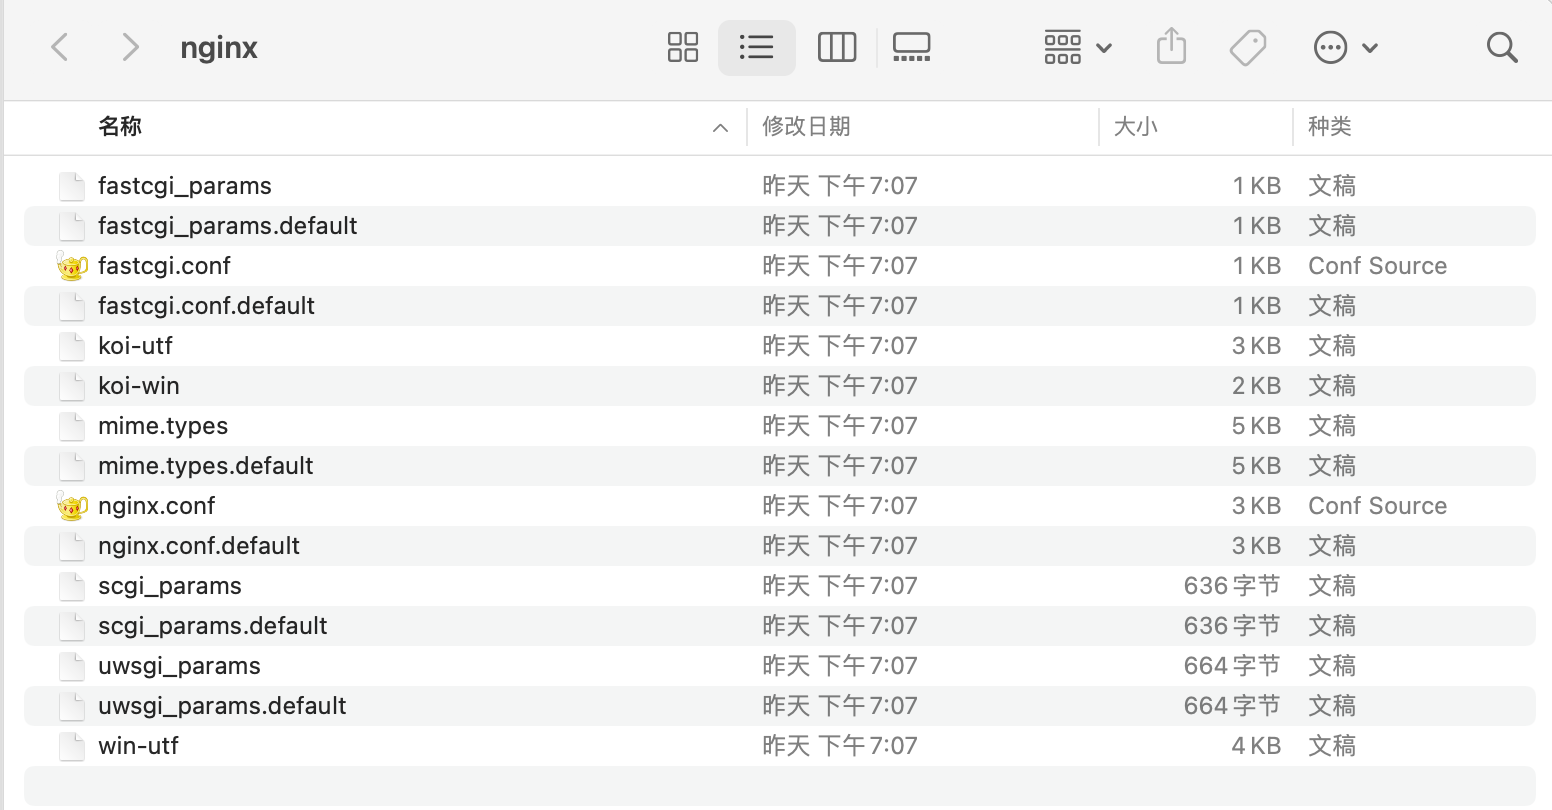 nginx
名称 修改日期 大小 种类
fastcgi_params 昨天 下午 7:07 1 KB 文稿
fastcgi_params.default 昨天 下午 7:07 1 KB 文稿
fastcgi.conf 昨天 下午 7:07 1 KB Conf Source
fastcgi.conf.default 昨天 下午 7:07 1 KB 文稿
koi-utf 昨天 下午 7:07 3 KB 文稿
koi-win 昨天 下午 7:07 2 KB 文稿
mime.types 昨天 下午 7:07 5 KB 文稿
mime.types.default 昨天 下午 7:07 5 KB 文稿
nginx.conf 昨天 下午 7:07 3 KB Conf Source
nginx.conf.default 昨天 下午 7:07 3 KB 文稿
scgi_params 昨天 下午 7:07 636 字节 文稿
scgi_params.default 昨天 下午 7:07 636 字节 文稿
uwsgi_params 昨天 下午 7:07 664 字节 文稿
uwsgi_params.default 昨天 下午 7:07 664 字节 文稿
win-utf 昨天 下午 7:07 4 KB 文稿